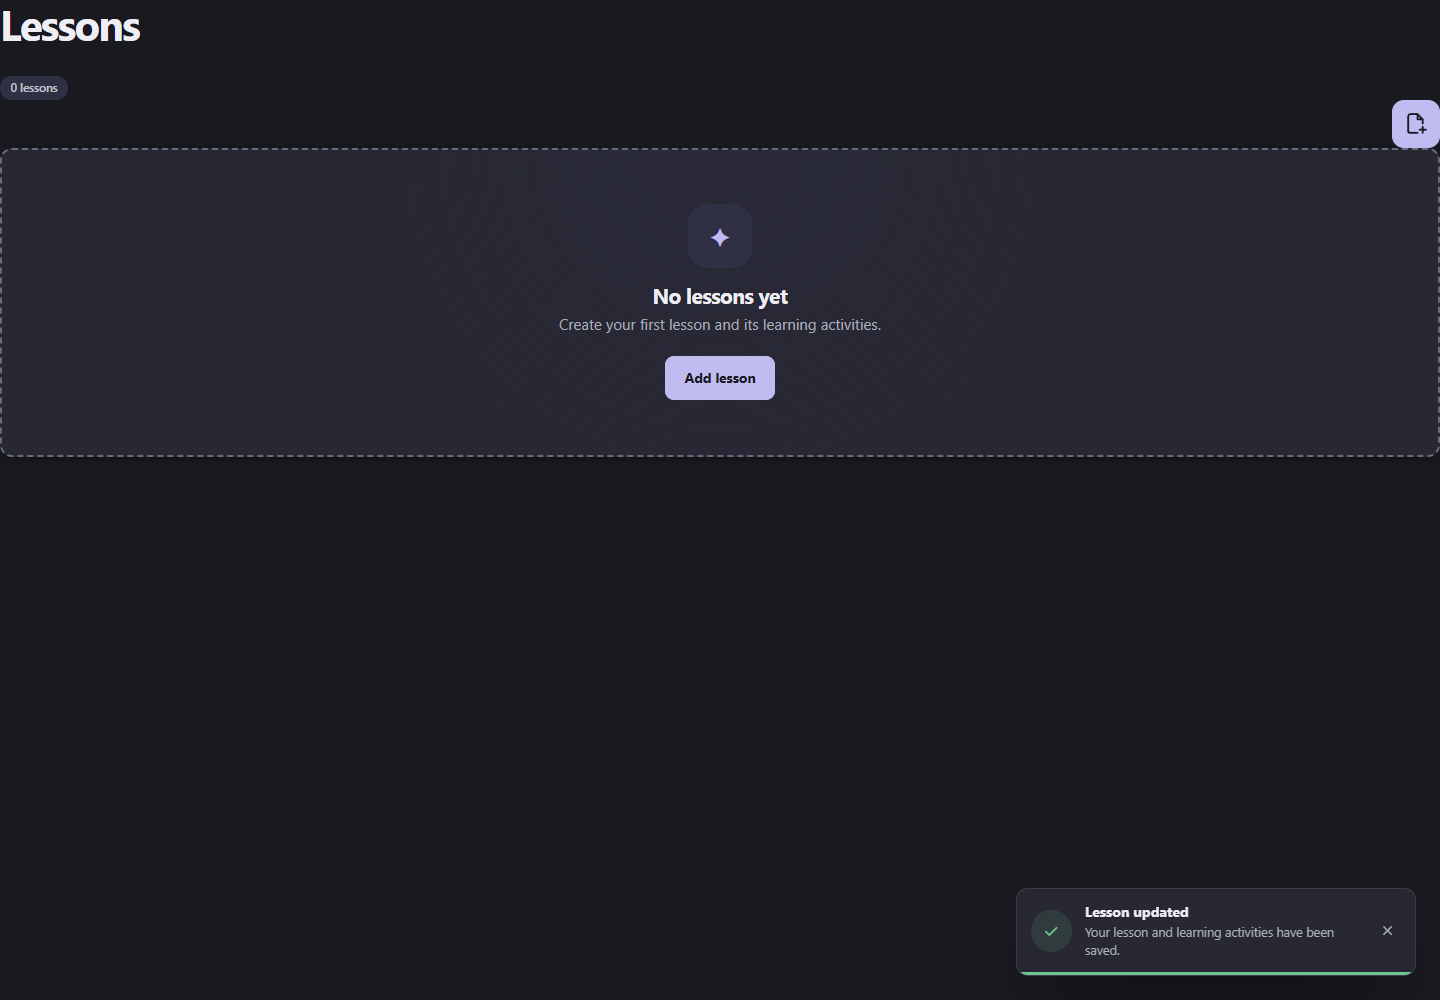 Lessons
0 lessons
No lessons yet
Create your first lesson and its learning activities.
Add lesson
Lesson updated
Your lesson and learning activities have been
saved.